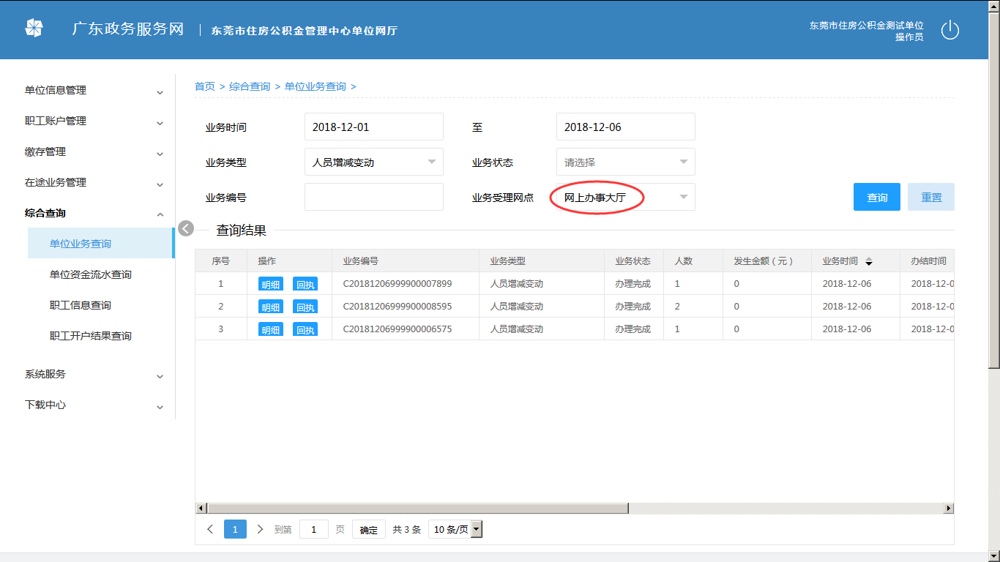 广东政务服务网 | 东莞市住房公积金管理中心单位网厅
东莞市住房公积金测试单位
操作员
单位信息管理
职工账户管理
缴存管理
在途业务管理
综合查询
单位业务查询
单位资金流水查询
职工信息查询
职工开户结果查询
系统服务
下载中心
首页 > 综合查询 > 单位业务查询 >
业务时间 2018-12-01 至 2018-12-06
业务类型 人员增减变动 业务状态 请选择
业务编号 业务受理网点 网上办事大厅 查询 重置
查询结果
序号 操作 业务编号 业务类型 业务状态 人数 发生金额（元） 业务时间 办结时间
1 明细 回执 C20181206999900007899 人员增减变动 办理完成 1 0 2018-12-06 2018-12-0
2 明细 回执 C20181206999900008595 人员增减变动 办理完成 2 0 2018-12-06 2018-12-0
3 明细 回执 C20181206999900006575 人员增减变动 办理完成 1 0 2018-12-06 2018-12-0
1 到第 1 页 确定 共 3 条 10 条/页